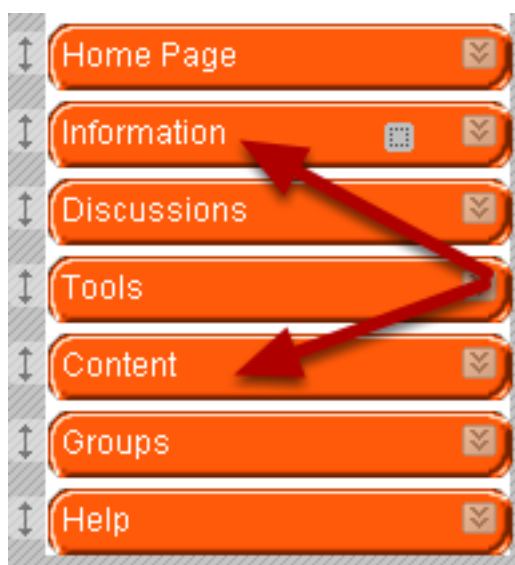 Home Page
Information
Discussions
Tools
Content
Groups
Help